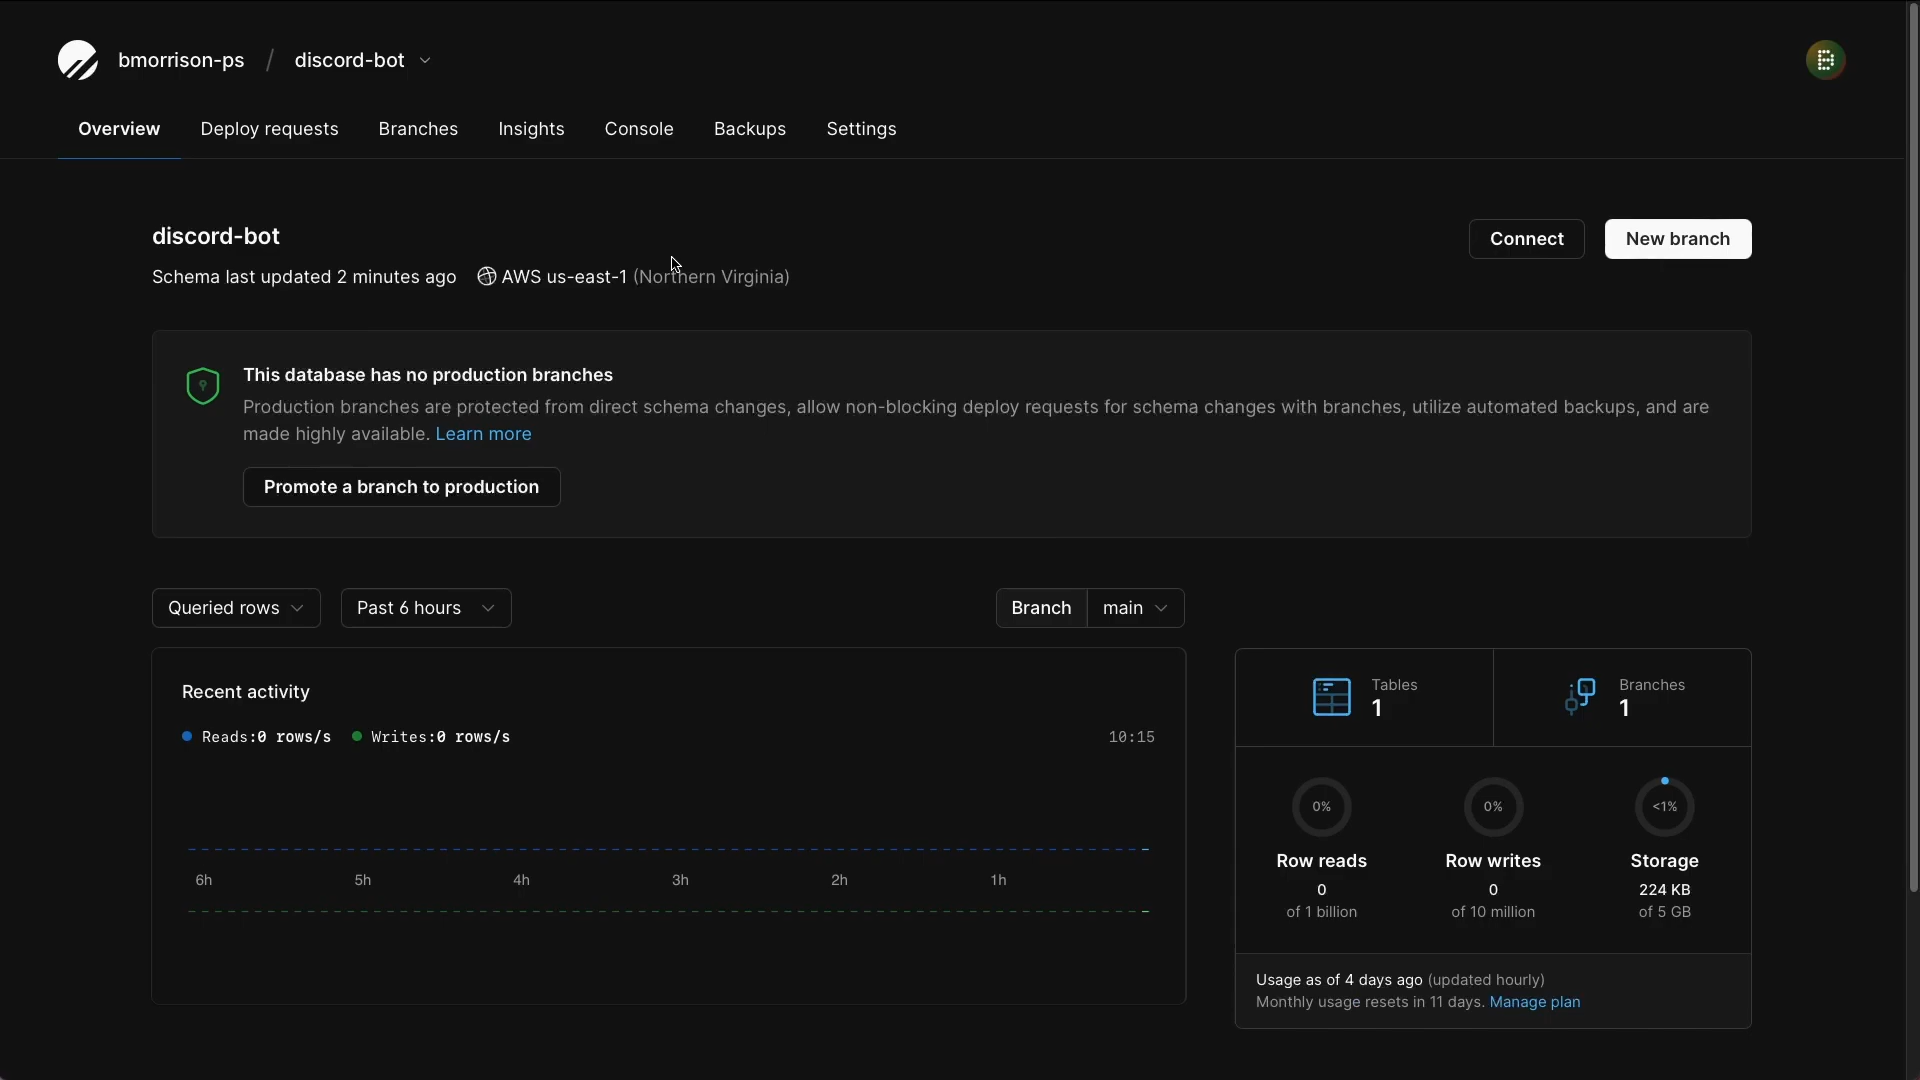 bmorrison-ps / discord-bot
Overview Deploy requests Branches Insights Console Backups Settings
discord-bot
Connect New branch
Schema last updated 2 minutes ago AWS us-east-1 (Northern Virginia)
This database has no production branches
Production branches are protected from direct schema changes, allow non-blocking deploy requests for schema changes with branches, utilize automated backups, and are
made highly available. Learn more
Promote a branch to production
Queried rows Past 6 hours Branch main
Recent activity
Reads:0 rows/s Writes:0 rows/s 10:15
6h 5h 4h 3h 2h 1h
Tables
1
Branches
1
0% 0% <1%
Row reads Row writes Storage
0 0 224 KB
of 1 billion of 10 million of 5 GB
Usage as of 4 days ago (updated hourly)
Monthly usage resets in 11 days. Manage plan